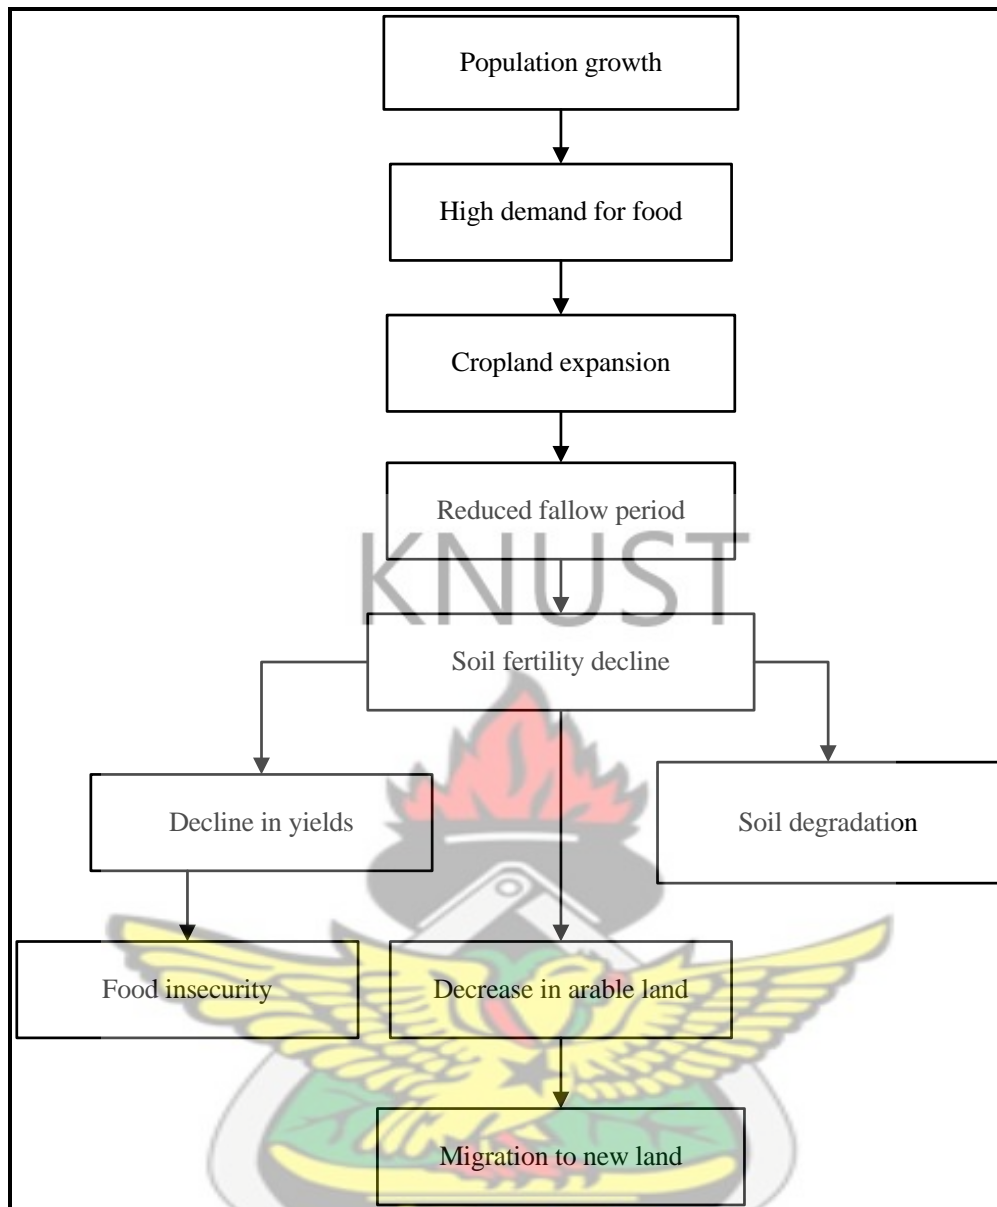 Population growth
High demand for food
Cropland expansion
Reduced fallow period
KNUST
Soil fertility decline
Decline in yields
Soil degradation
Food insecurity
Decrease in arable land
Migration to new land